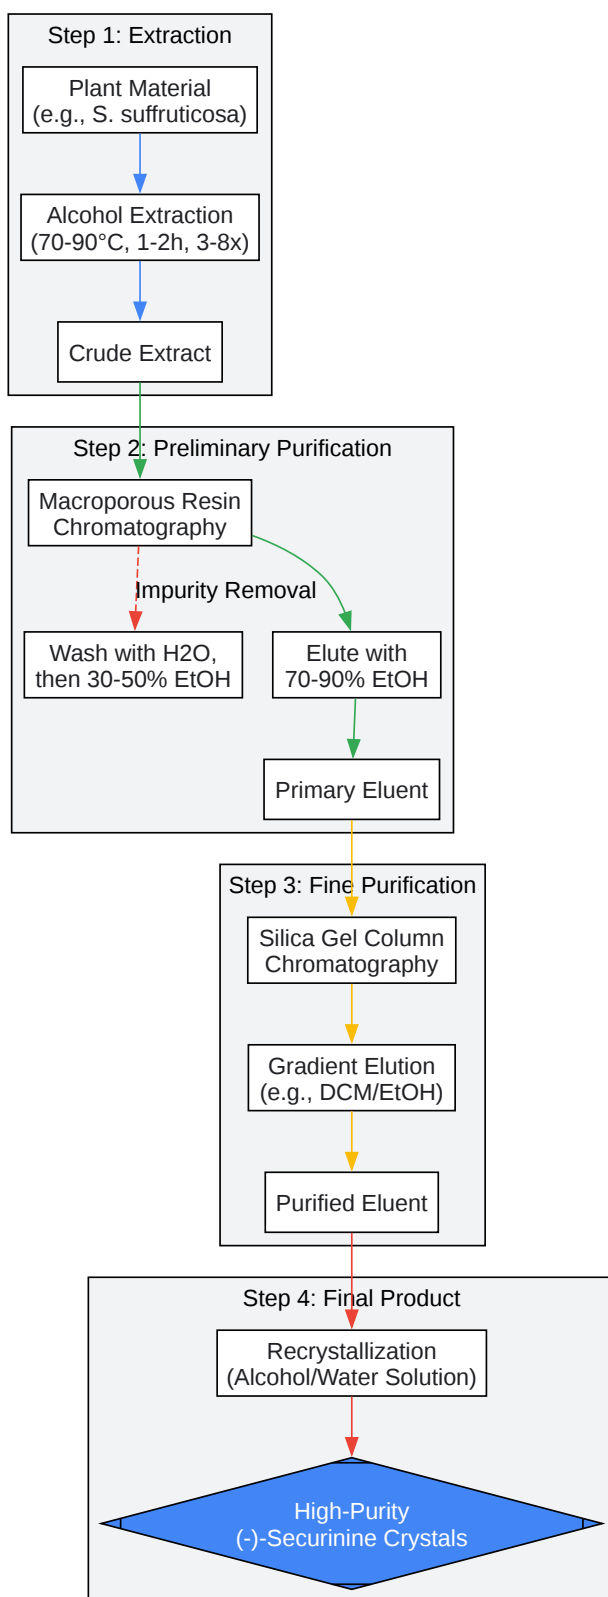 Step 1: Extraction
Plant Material
(e.g., S. suffruticosa)
Alcohol Extraction
(70-90°C, 1-2h, 3-8x)
Crude Extract
Step 2: Preliminary Purification
Macroporous Resin
Chromatography
Impurity Removal
Wash with H2O,
then 30-50% EtOH
Elute with
70-90% EtOH
Primary Eluent
Step 3: Fine Purification
Silica Gel Column
Chromatography
Gradient Elution
(e.g., DCM/EtOH)
Purified Eluent
Step 4: Final Product
Recrystallization
(Alcohol/Water Solution)
High-Purity
(-)-Securinine Crystals